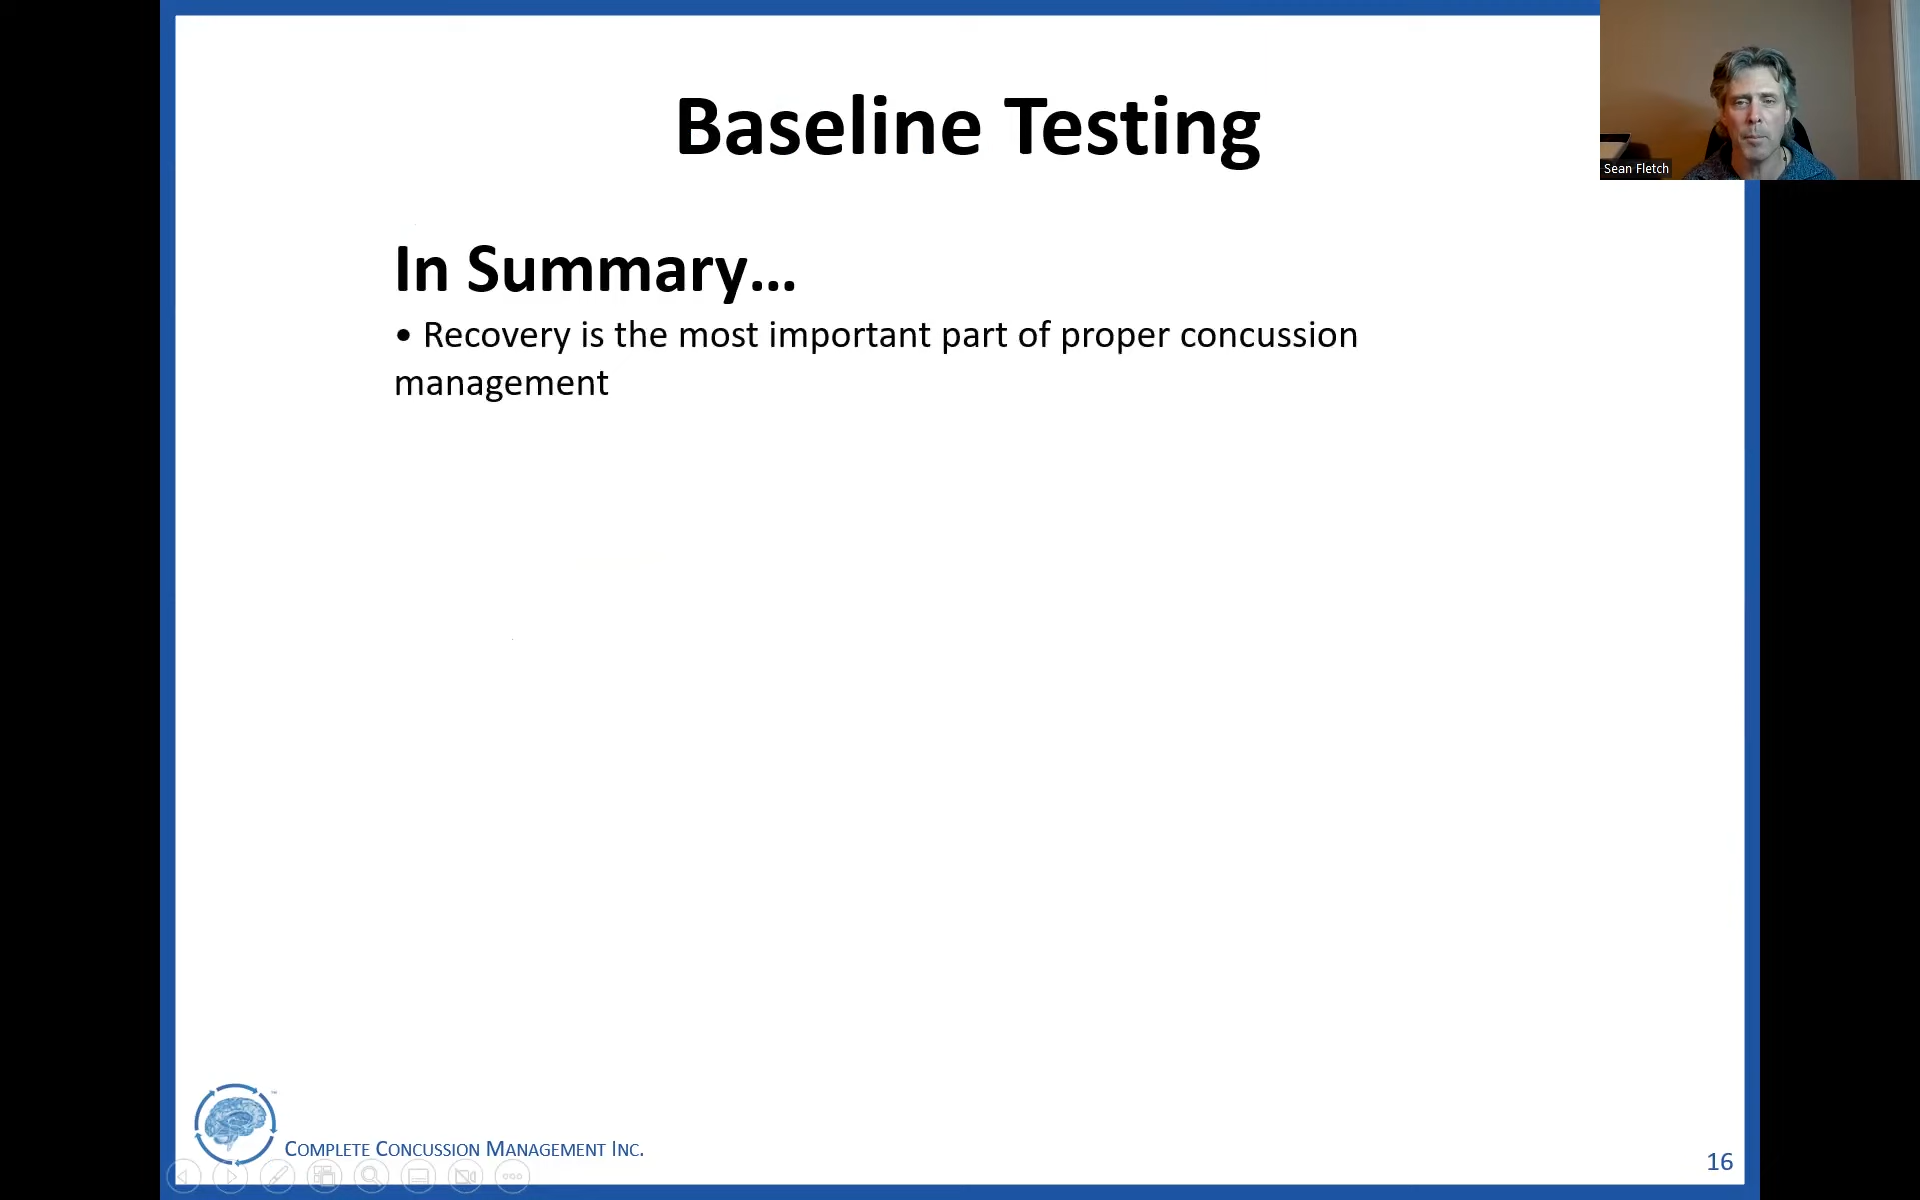 Baseline Testing
Sean Fletch
In Summary...
• Recovery is the most important part of proper concussion
management
COMPLETE CONCUSSION MANAGEMENT INC.
16